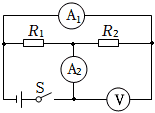 A₁
R₁ R₂
A₂
S V